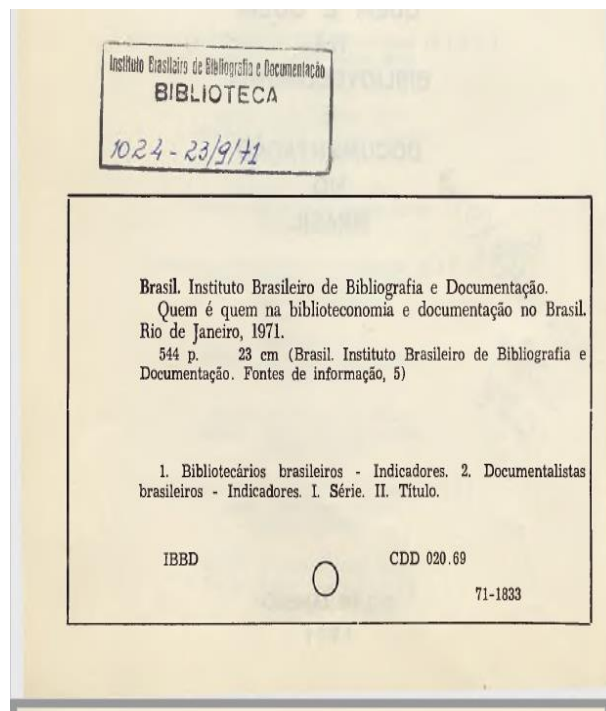 Instituto Brasileiro de Bibliografia e Documentação
BIBLIOTECA
1024 - 23/9/71
Brasil. Instituto Brasileiro de Bibliografia e Documentação.
Quem é quem na biblioteconomia e documentação no Brasil.
Rio de Janeiro, 1971.
544 p. 23 cm (Brasil. Instituto Brasileiro de Bibliografia e
Documentação. Fontes de informação, 5)
1. Bibliotecários brasileiros - Indicadores. 2. Documentalistas
brasileiros - Indicadores. I. Série. II. Título.
IBBD CDD 020.69
71-1833